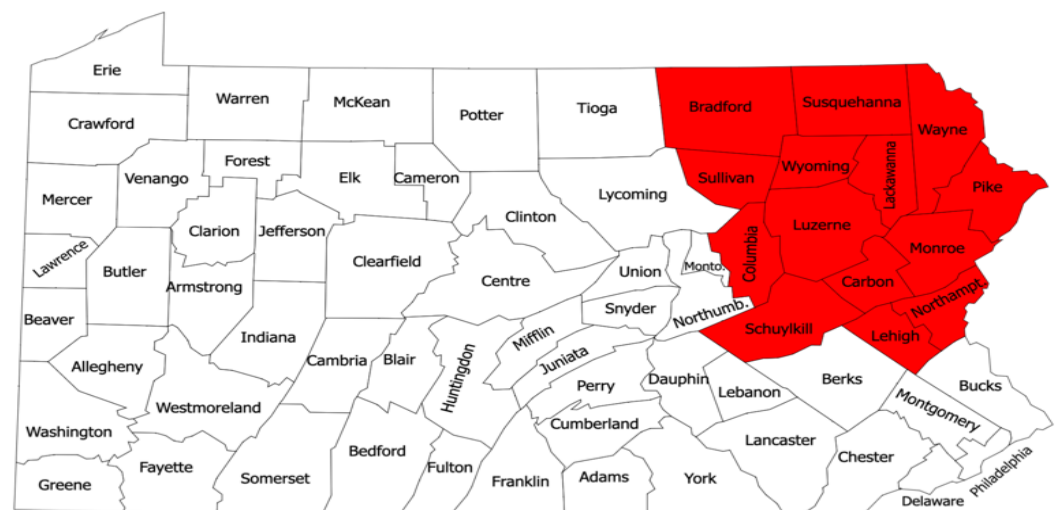 Erie
Warren
McKean
Potter
Tioga
Bradford
Susquehanna
Wayne
Crawford
Forest
Venango
Elk
Cameron
Lycoming
Sullivan
Wyoming
Lackawanna
Pike
Mercer
Clarion
Jefferson
Clinton
Columbia
Luzerne
Monroe
Lawrence
Butler
Armstrong
Clearfield
Centre
Union
Monto.
Carbon
Northampt.
Beaver
Indiana
Snyder
Northumb.
Schuylkill
Lehigh
Allegheny
Cambria
Blair
Huntingdon
Mifflin
Juniata
Perry
Dauphin
Lebanon
Berks
Bucks
Montgomery
Westmoreland
Washington
Cumberland
Lancaster
Chester
Greene
Fayette
Somerset
Bedford
Fulton
Franklin
Adams
York
Delaware
Philadelphia